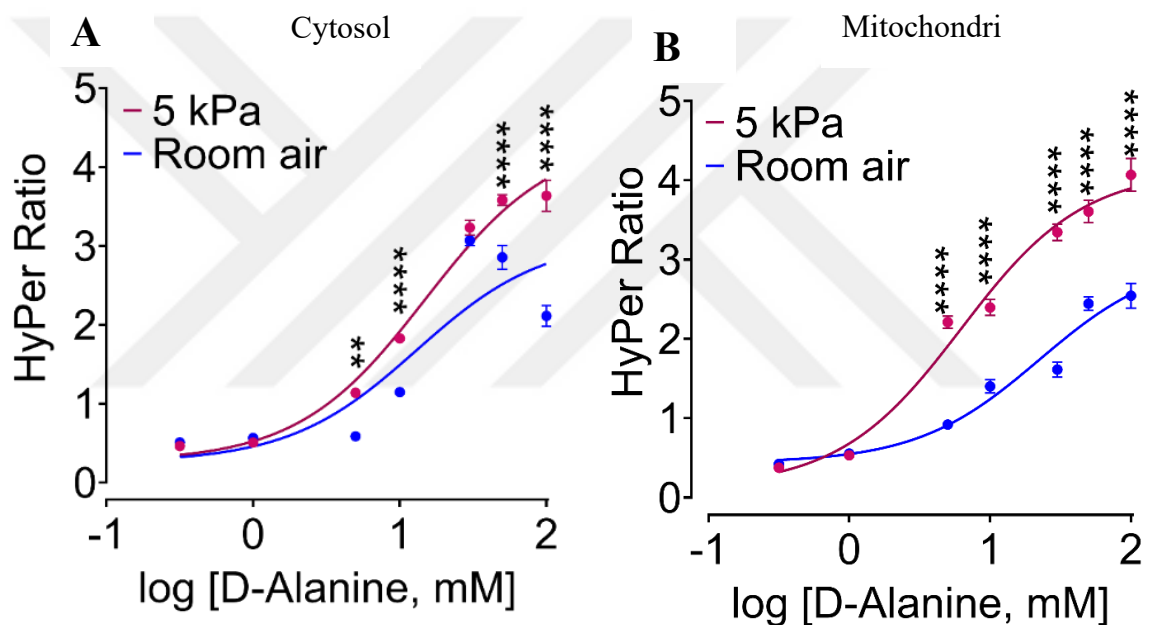 A
Cytosol
5
4
3
2
1
0
HyPer Ratio
5 kPa
Room air
**
****
****
****
-1 0 1 2
log [D-Alanine, mM]
B
Mitochondri
5
4
3
2
1
0
HyPer Ratio
5 kPa
Room air
****
****
****
****
****
-1 0 1 2
log [D-Alanine, mM]